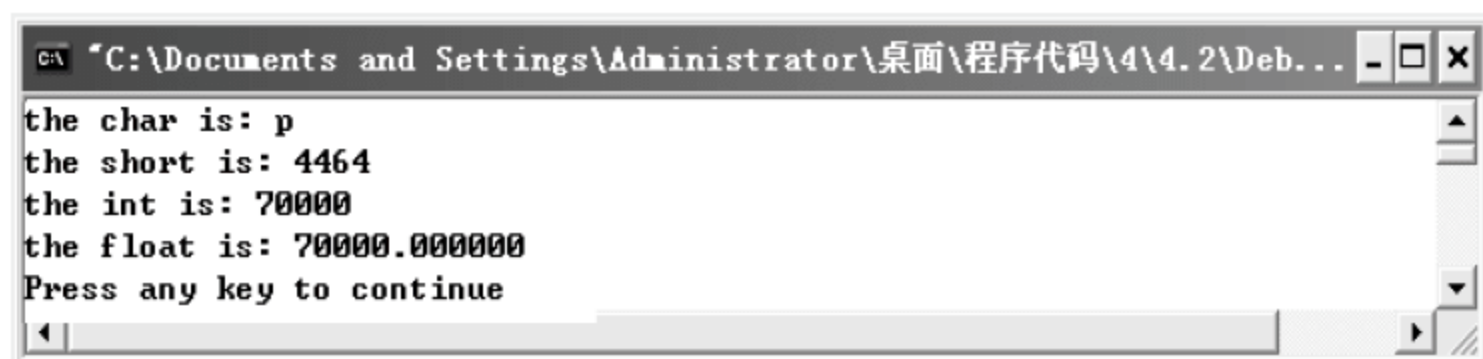 "C:\Documents and Settings\Administrator\桌面\程序代码\4\4.2\Deb...
the char is: p
the short is: 4464
the int is: 70000
the float is: 70000.000000
Press any key to continue